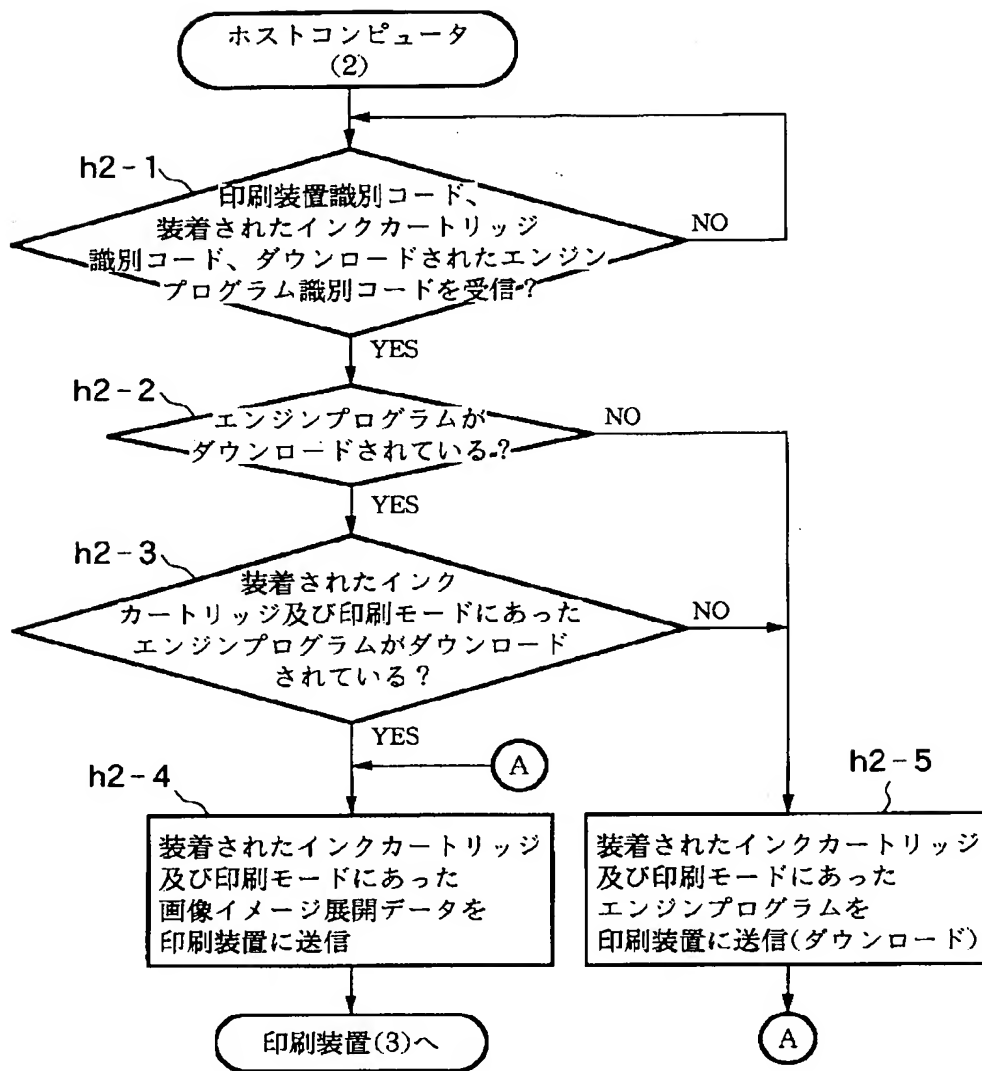 ホストコンピュータ
(2)
h2-1
印刷装置識別コード、
装着されたインクカートリッジ
識別コード、ダウンロードされたエンジン
プログラム識別コードを受信?
NO
YES
h2-2
エンジンプログラムが
ダウンロードされている?
NO
YES
h2-3
装着されたインク
カートリッジ及び印刷モードにあった
エンジンプログラムがダウンロード
されている?
NO
YES
A
h2-4
装着されたインクカートリッジ
及び印刷モードにあった
画像イメージ展開データを
印刷装置に送信
h2-5
装着されたインクカートリッジ
及び印刷モードにあった
エンジンプログラムを
印刷装置に送信(ダウンロード)
印刷装置(3)へ
A